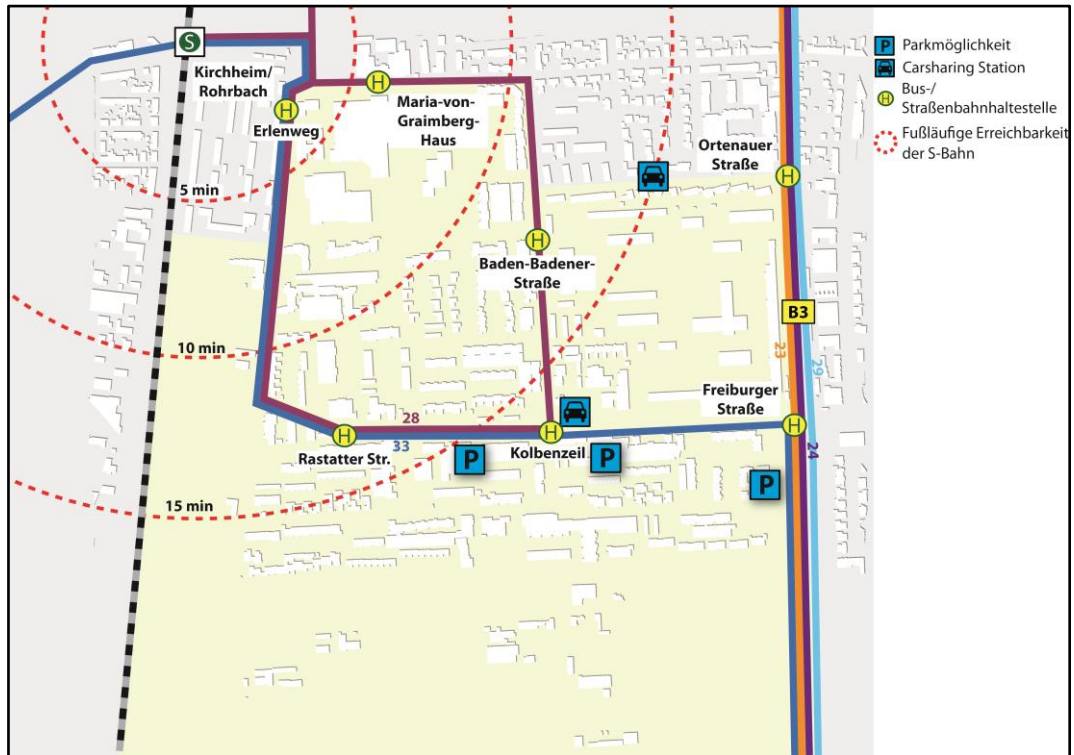 S
Kirchheim/
Rohrbach
H
Erlenweg
H
Maria-von-
Graimberg-
Haus
Ortenauer
Straße
H
5 min
H
Baden-Badener-
Straße
B3
10 min
23
29
Freiburger
Straße
H
24
28
33
H
Rastatter Str.
H
Kolbenzeil
P
P
P
15 min
P Parkmöglichkeit
Carsharing Station
H Bus-/
Straßenbahnhaltestelle
Fußläufige Erreichbarkeit
der S-Bahn